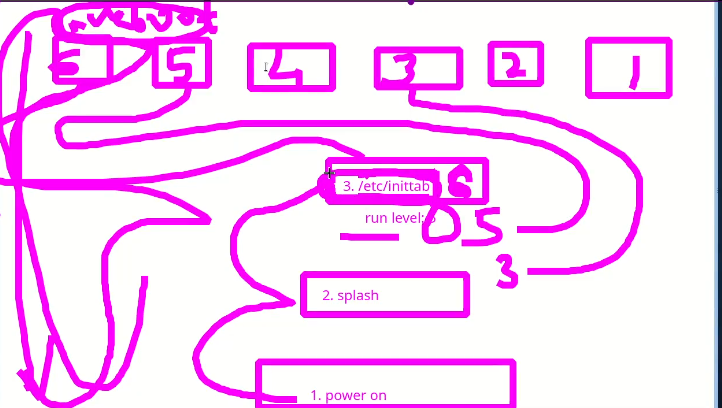 6 5 4 3 2 1
3. /etc/inittab 6
run level: 5
3
2. splash
1. power on